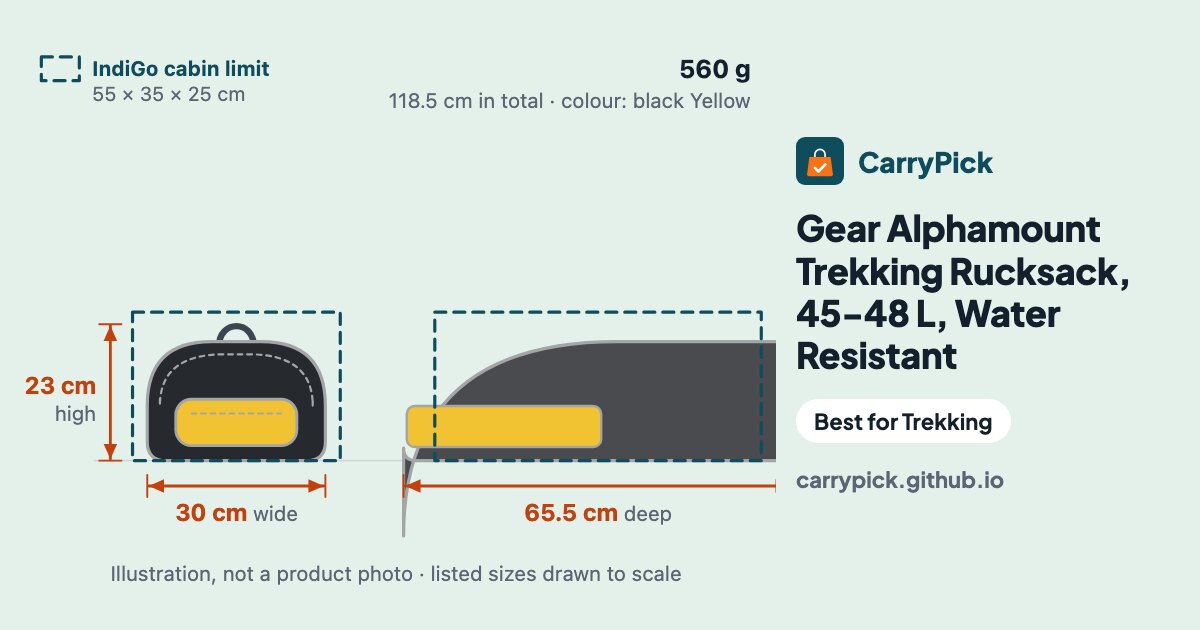 IndiGo cabin limit
55 × 35 × 25 cm
560 g
118.5 cm in total · colour: black Yellow
CarryPick
Gear Alphamount
Trekking Rucksack,
45–48 L, Water
Resistant
Best for Trekking
carrypick.github.io
23 cm
high
30 cm wide
65.5 cm deep
Illustration, not a product photo · listed sizes drawn to scale